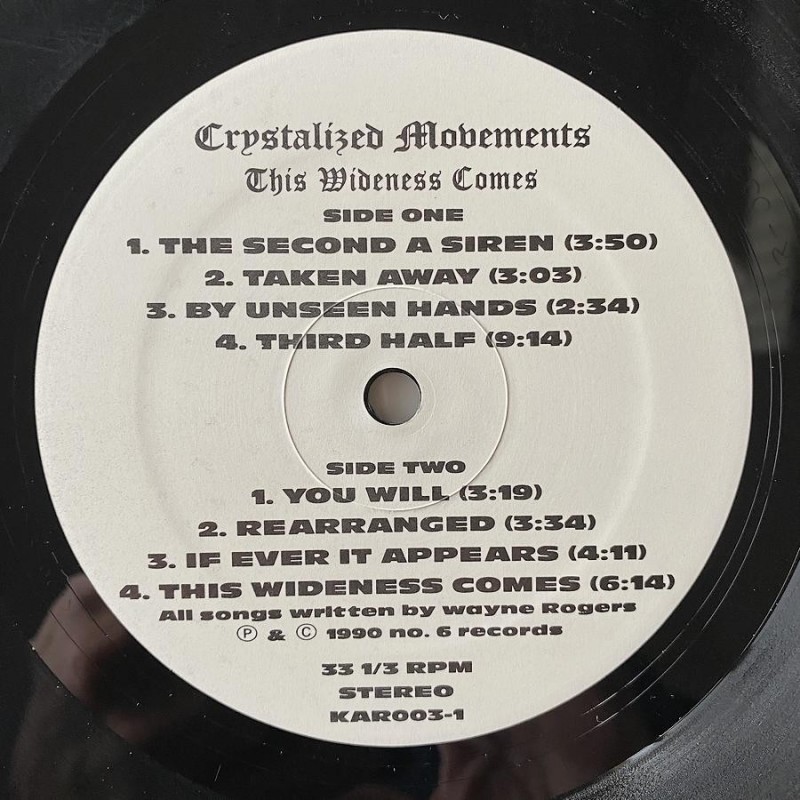 Crystalized Movements
This Wideness Comes
SIDE ONE
1. THE SECOND A SIREN (3:50)
2. TAKEN AWAY (3:03)
3. BY UNSEEN HANDS (2:34)
4. THIRD HALF (9:14)
SIDE TWO
1. YOU WILL (3:19)
2. REARRANGED (3:34)
3. IF EVER IT APPEARS (4:11)
4. THIS WIDENESS COMES (6:14)
All songs written by wayne Rogers
Ⓟ & © 1990 no. 6 records
33 1/3 RPM
STEREO
KAR003-1